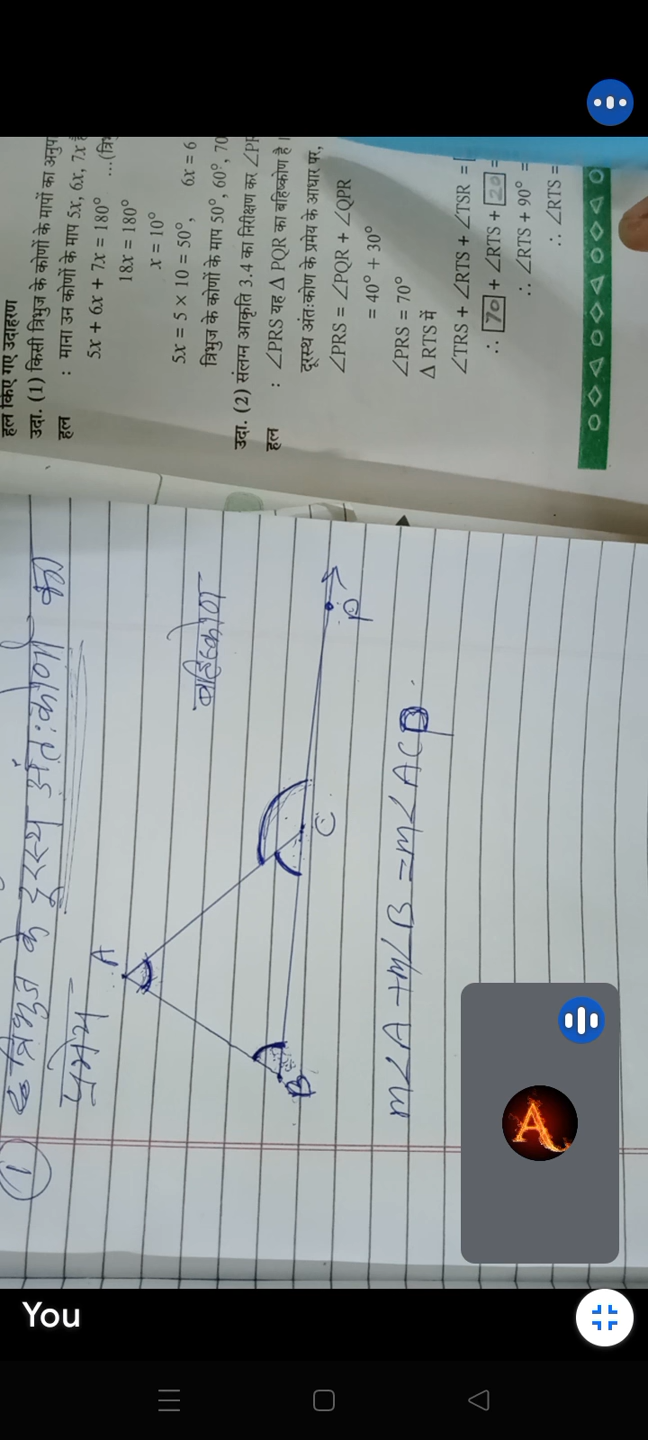 हल किए गए उदाहरण
उदा. (1) किसी त्रिभुज के कोणों के मापों का
हल : माना उन कोणों के माप 5x, 6x, 7x
5x + 6x + 7x = 180° ...(
18x = 180°
x = 10°
5x = 5 × 10 = 50°, 6x = 6
त्रिभुज के कोणों के माप 50°, 60°, 70
उदा. (2) संलग्न आकृति 3.4 का निरीक्षण कर
हल : ∠PRS यह Δ PQR का बहिष्कोण है।
दूरस्थ अंतःकोण के प्रमेय के आधार पर,
∠PRS = ∠PQR + ∠QPR
= 40° + 30°
∠PRS = 70°
Δ RTS में
∠TRS + ∠RTS + ∠TSR =
∴ 70 + ∠RTS + 20 =
∴ ∠RTS + 90° =
∴ ∠RTS =
1 त्रिभुज के दूरस्थ अंतःकोणों का
प्रमेय
बहिष्कोण
A
B
C
D
m∠A + m∠B = m∠ACD
A
You